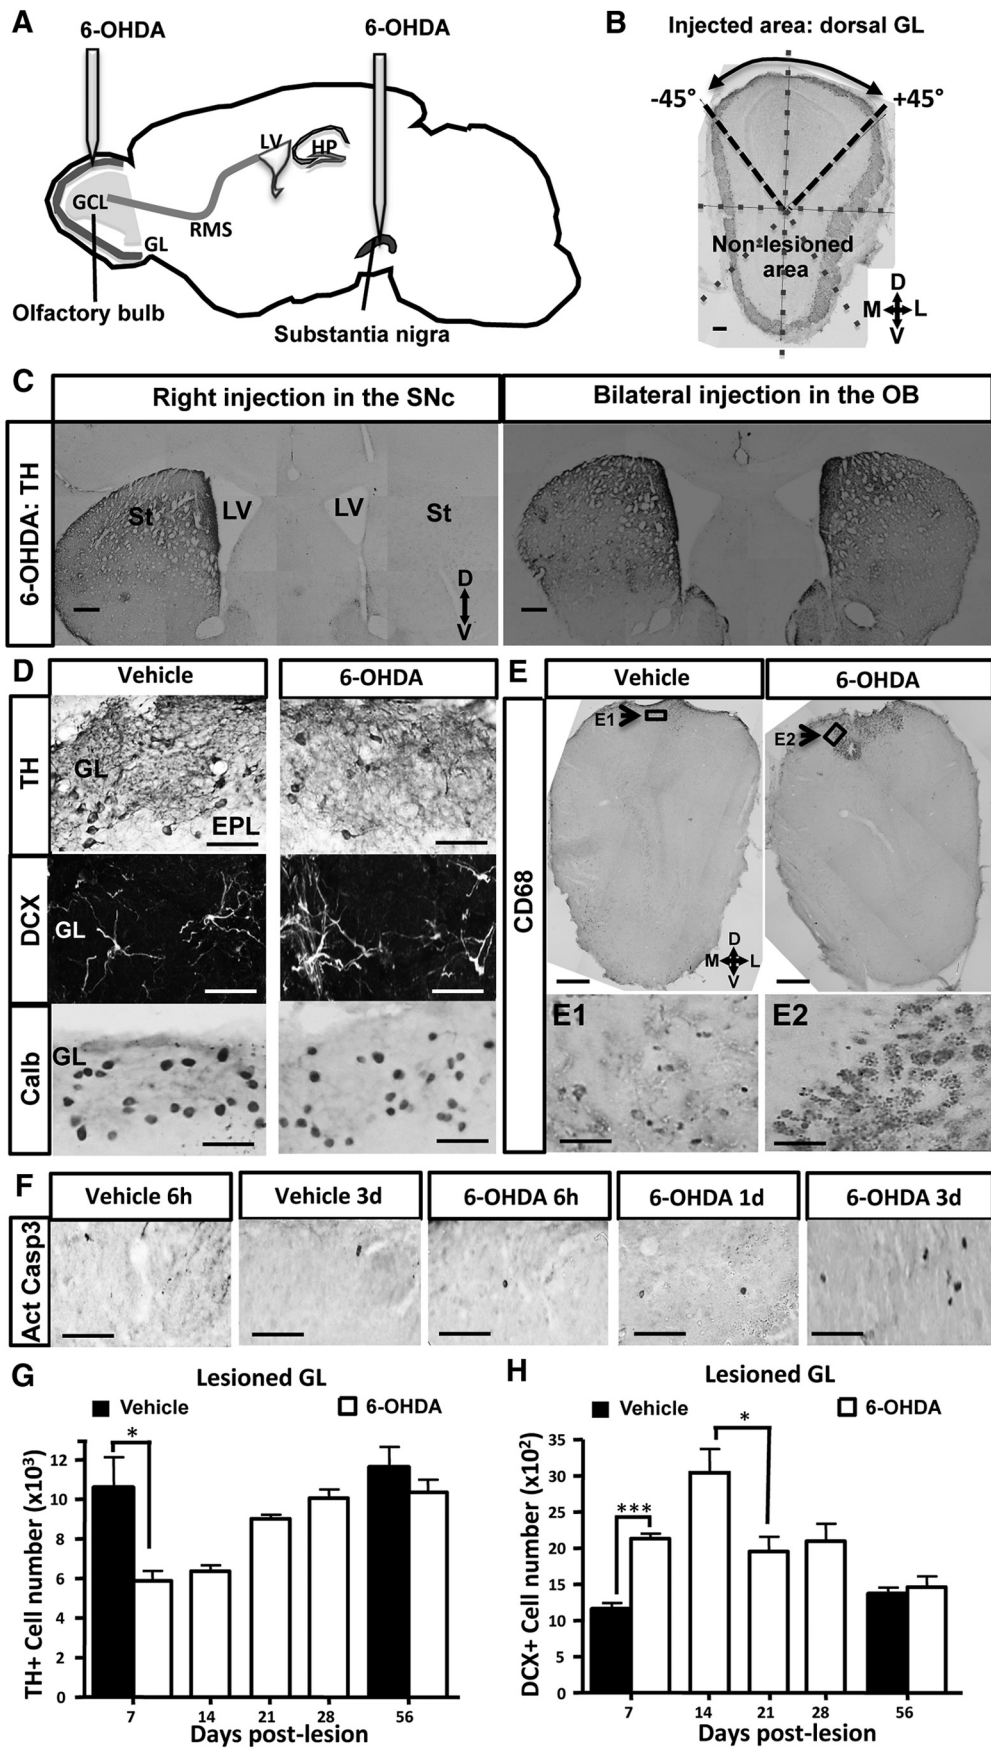 A
6-OHDA
6-OHDA
LV
HP
GCL
RMS
GL
Olfactory bulb
Substantia nigra
B
Injected area: dorsal GL
-45°
+45°
Non-lesioned
area
D
M
L
V
C
Right injection in the SNc
Bilateral injection in the OB
6-OHDA: TH
St
LV
LV
St
D
V
D
Vehicle
6-OHDA
TH
GL
EPL
DCX
GL
Calb
GL
E
Vehicle
6-OHDA
CD68
E1
E2
D
M
L
V
E1
E2
F
Vehicle 6h
Vehicle 3d
6-OHDA 6h
6-OHDA 1d
6-OHDA 3d
Act Casp3
G
Lesioned GL
Vehicle
6-OHDA
*
TH+ Cell number (x10³)
12
10
8
6
4
2
0
7
14
21
28
56
Days post-lesion
H
Lesioned GL
Vehicle
6-OHDA
*
***
DCX+ Cell number (x10²)
35
30
25
20
15
10
5
0
7
14
21
28
56
Days post-lesion